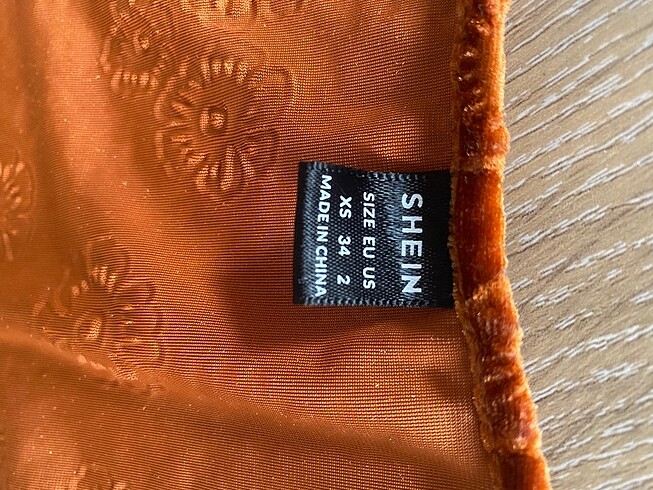 SHEIN
SIZE EU US
XS 34 2
MADE IN CHINA